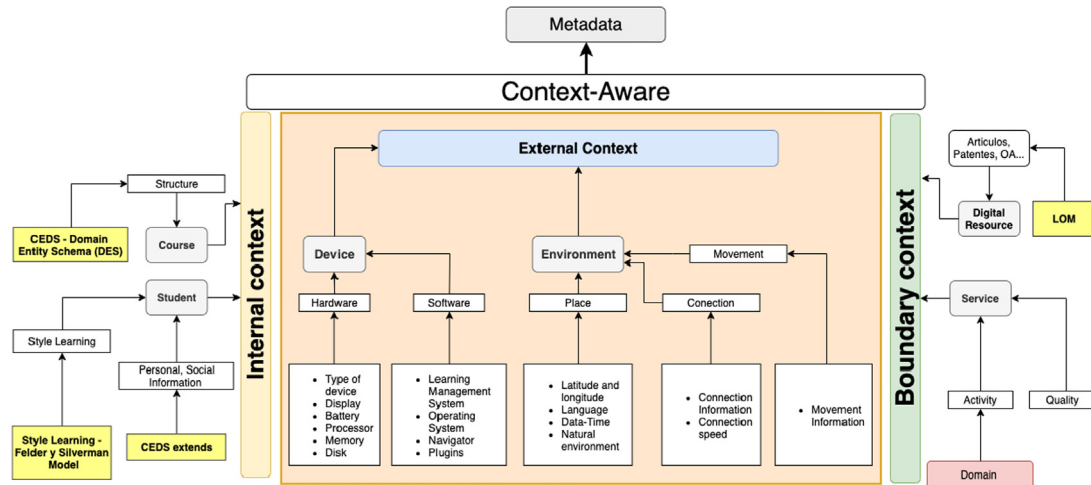 Metadata
Context-Aware
Internal context
External Context
Boundary context
Structure
CEDS - Domain
Entity Schema (DES)
Course
Student
Style Learning
Personal, Social
Information
Style Learning -
Felder y Silverman
Model
CEDS extends
Device
Hardware
Software
• Type of
device
• Display
• Battery
• Processor
• Memory
• Disk
• Learning
Management
System
• Operating
System
• Navigator
• Plugins
Environment
Movement
Place
Conection
• Latitude and
longitude
• Language
• Data-Time
• Natural
environment
• Connection
Information
• Connection
speed
• Movement
Information
Articulos,
Patentes, OA...
Digital
Resource
LOM
Service
Activity
Quality
Domain